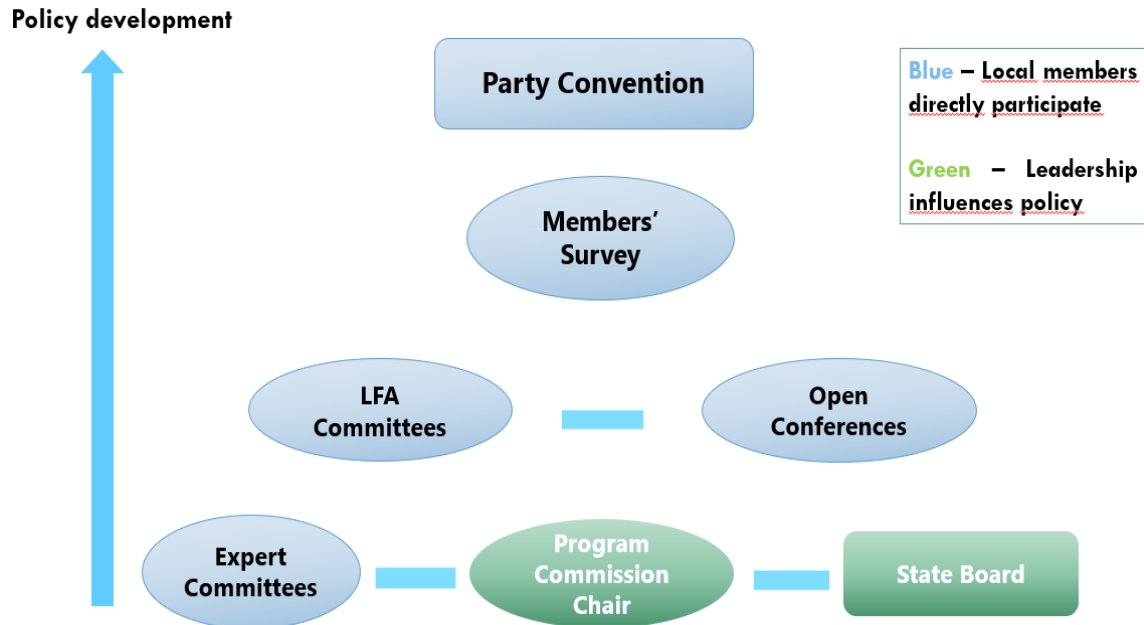 Policy development
Party Convention
Blue – Local members
directly participate
Green – Leadership
influences policy
Members’
Survey
LFA
Committees
Open
Conferences
Expert
Committees
Program
Commission
Chair
State Board